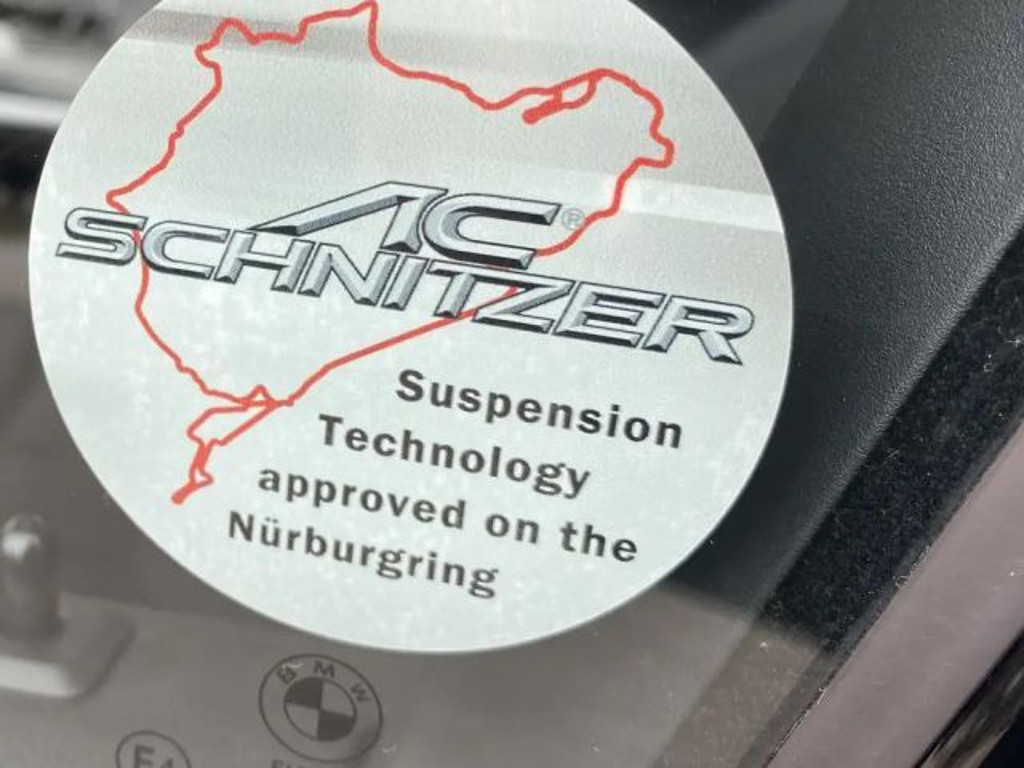 AC ®
SCHNITZER
Suspension
Technology
approved on the
Nürburgring
BMW